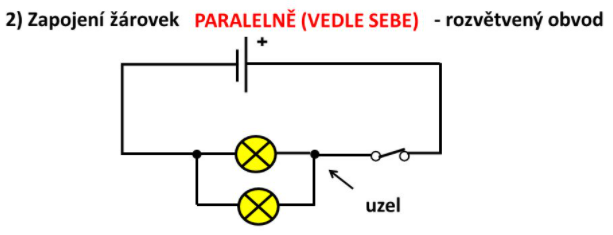 2) Zapojení žárovek PARALELNĚ (VEDLE SEBE) - rozvětvený obvod
+
uzel